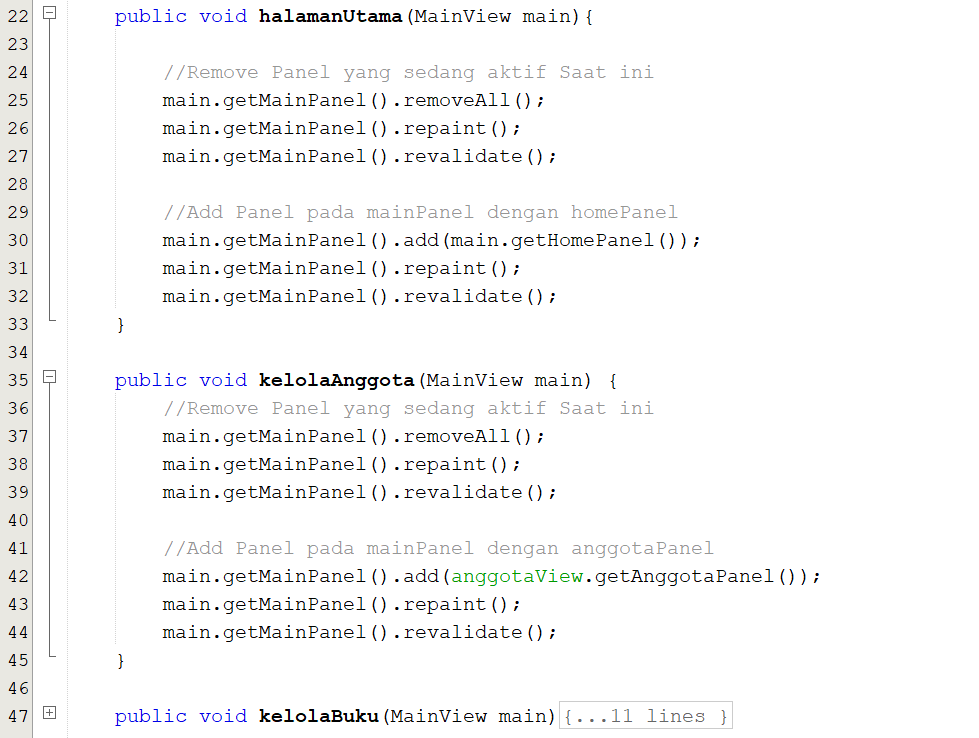 22 public void halamanUtama(MainView main){
23
24 //Remove Panel yang sedang aktif Saat ini
25 main.getMainPanel().removeAll();
26 main.getMainPanel().repaint();
27 main.getMainPanel().revalidate();
28
29 //Add Panel pada mainPanel dengan homePanel
30 main.getMainPanel().add(main.getHomePanel());
31 main.getMainPanel().repaint();
32 main.getMainPanel().revalidate();
33 }
34
35 public void kelolaAnggota(MainView main) {
36 //Remove Panel yang sedang aktif Saat ini
37 main.getMainPanel().removeAll();
38 main.getMainPanel().repaint();
39 main.getMainPanel().revalidate();
40
41 //Add Panel pada mainPanel dengan anggotaPanel
42 main.getMainPanel().add(anggotaView.getAnggotaPanel());
43 main.getMainPanel().repaint();
44 main.getMainPanel().revalidate();
45 }
46
47 public void kelolaBuku(MainView main){...11 lines }